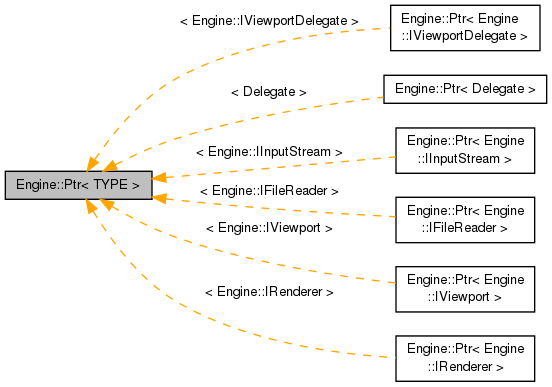 < Engine::IViewportDelegate >
Engine::Ptr< Engine
::IViewportDelegate >
< Delegate >
Engine::Ptr< Delegate >
< Engine::IInputStream >
Engine::Ptr< Engine
::IInputStream >
Engine::Ptr< TYPE >
< Engine::IFileReader >
Engine::Ptr< Engine
::IFileReader >
< Engine::IViewport >
Engine::Ptr< Engine
::IViewport >
< Engine::IRenderer >
Engine::Ptr< Engine
::IRenderer >